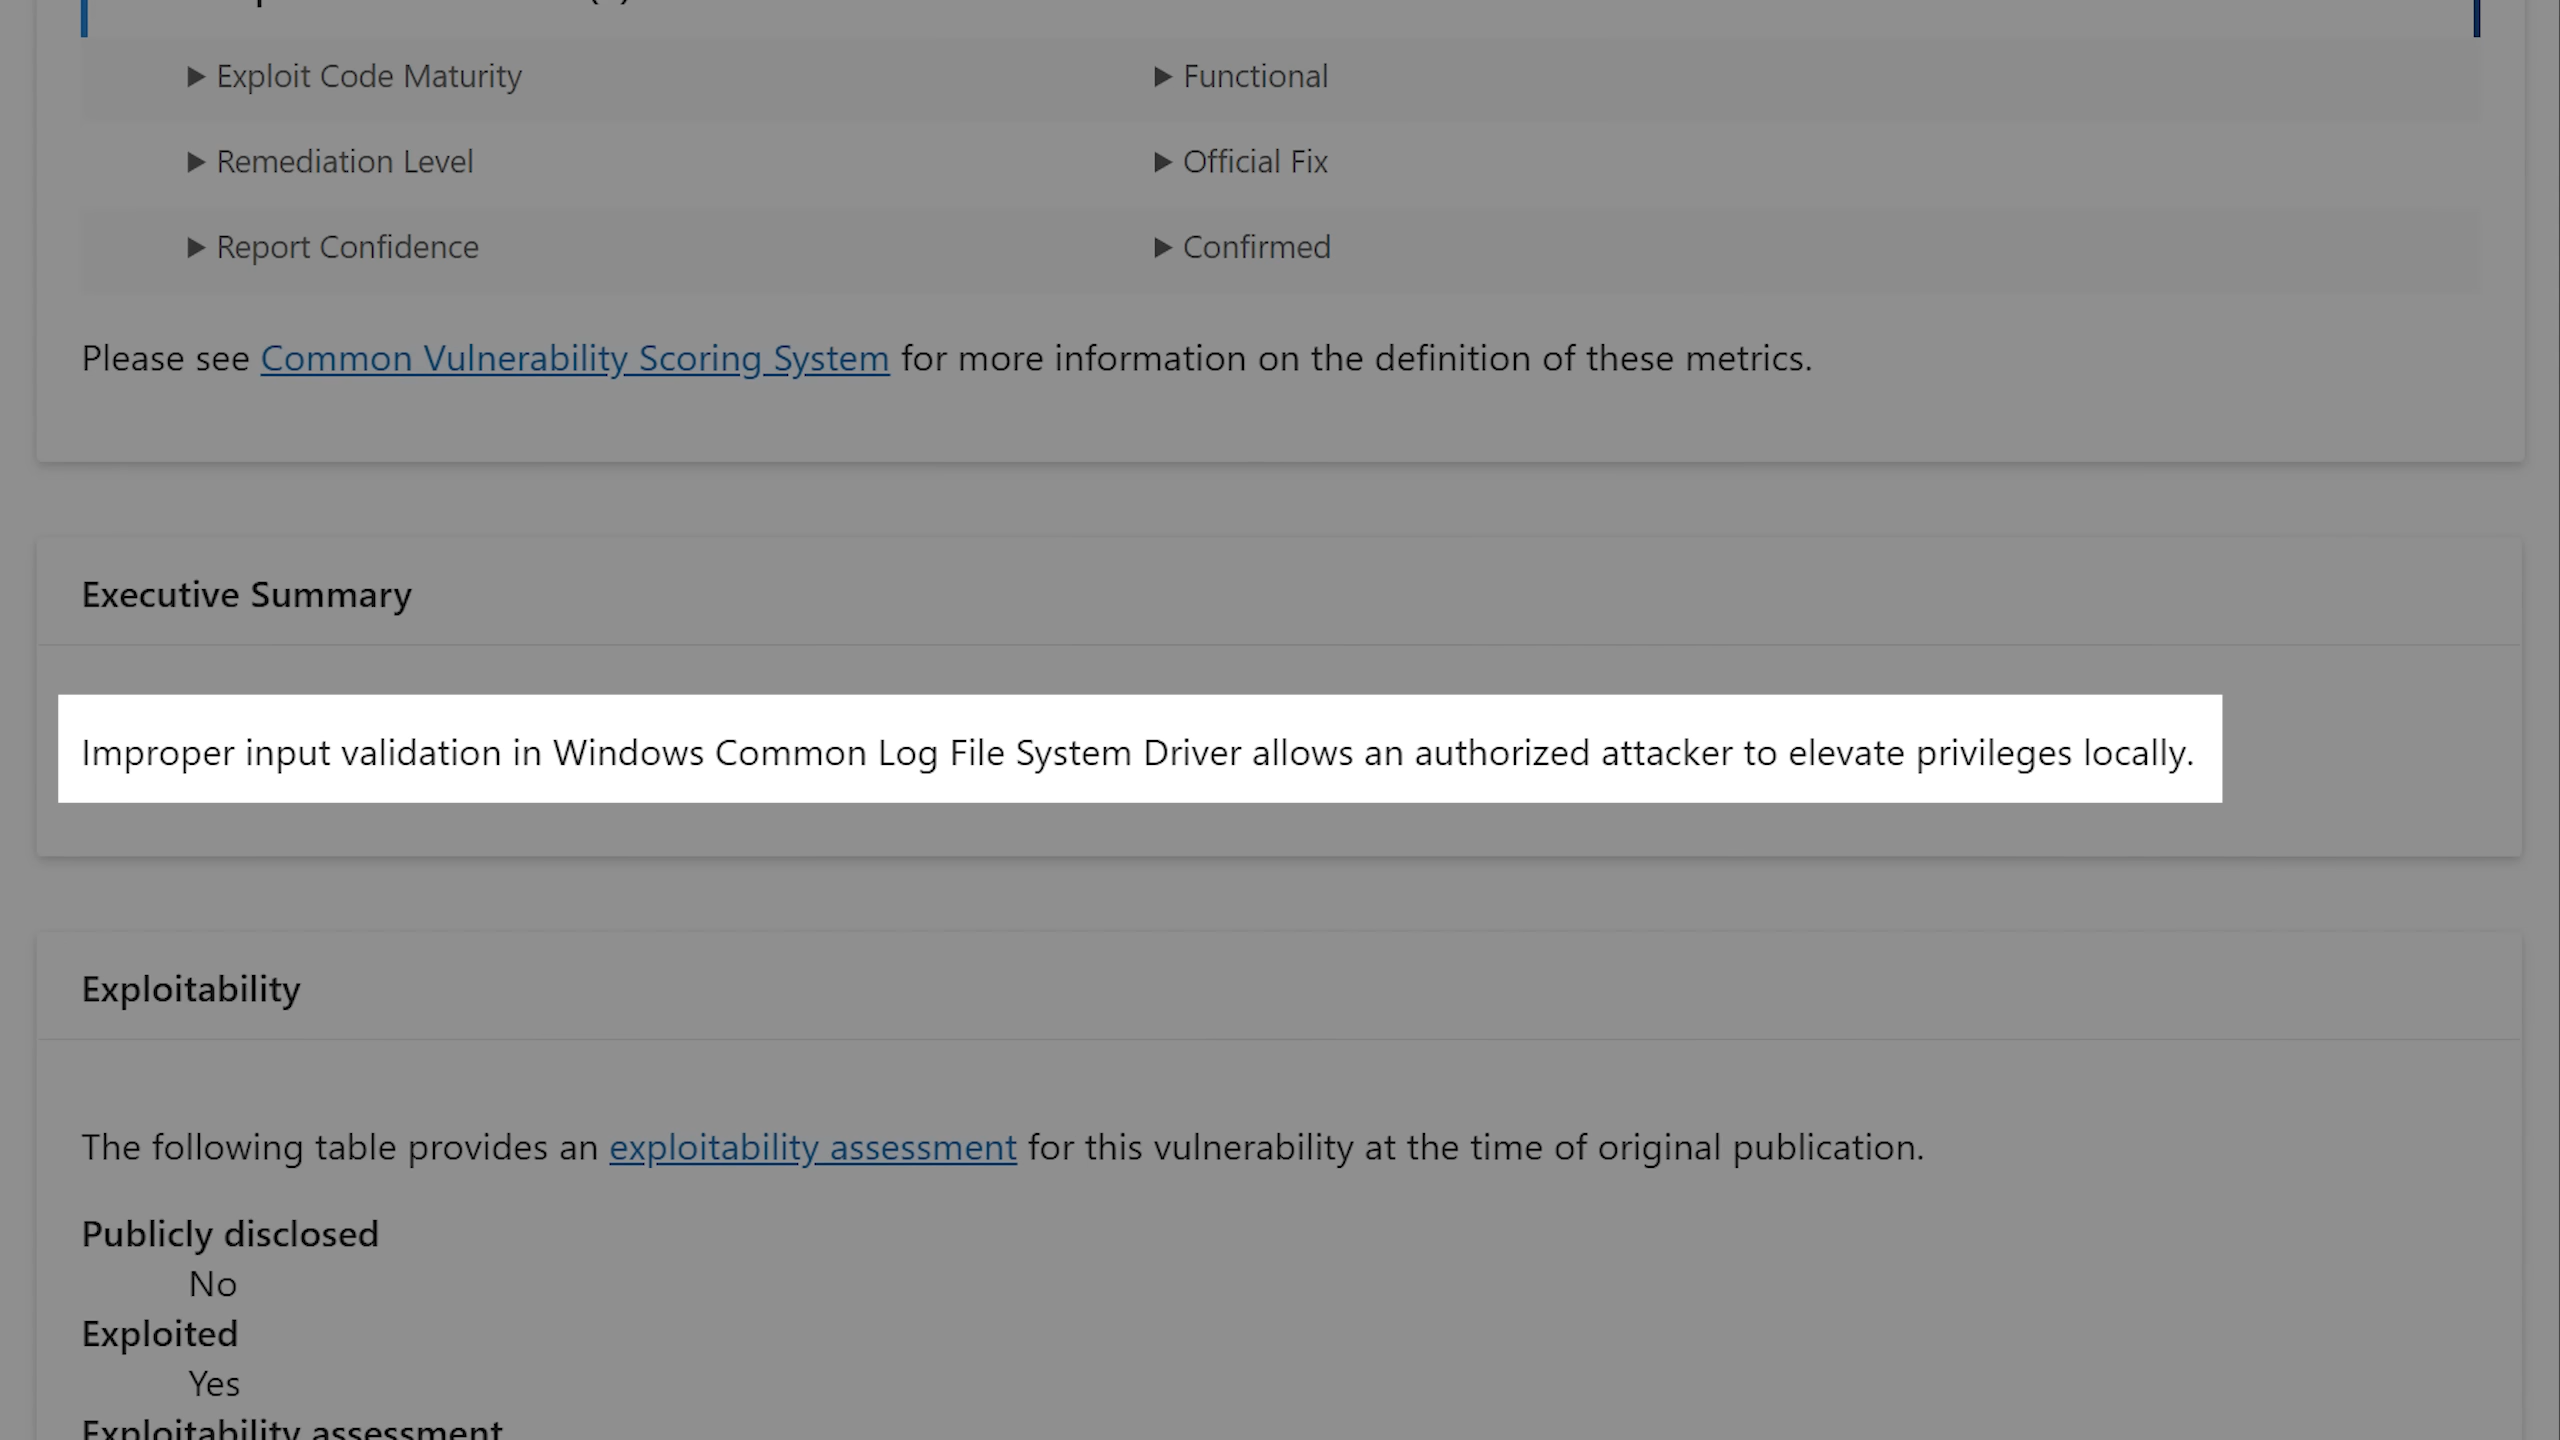 Exploit Code Maturity
Functional
Remediation Level
Official Fix
Report Confidence
Confirmed
Please see Common Vulnerability Scoring System for more information on the definition of these metrics.
Executive Summary
Improper input validation in Windows Common Log File System Driver allows an authorized attacker to elevate privileges locally.
Exploitability
The following table provides an exploitability assessment for this vulnerability at the time of original publication.
Publicly disclosed
No
Exploited
Yes
Exploitability assessment